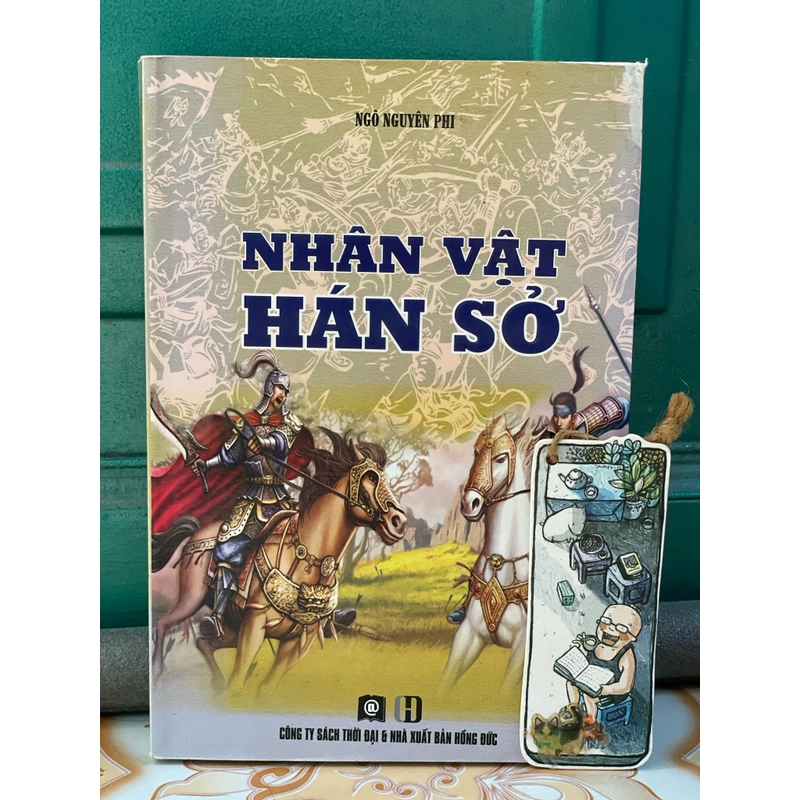 NGÔ NGUYÊN PHI
NHÂN VẬT
HÁN SỞ
@
CÔNG TY SÁCH THỜI ĐẠI & NHÀ XUẤT BẢN HỒNG ĐỨC